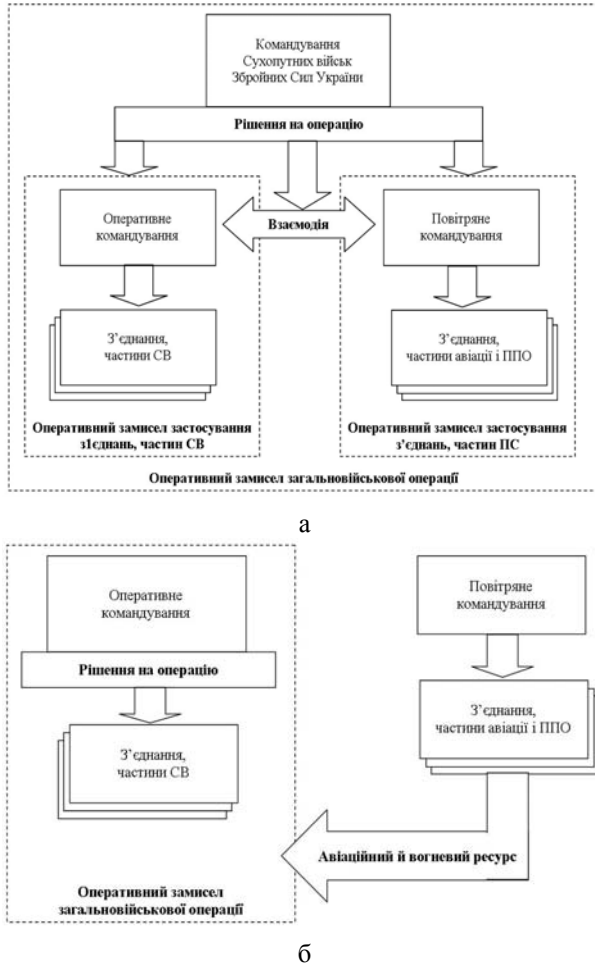 Командування
Сухопутних військ
Збройних Сил України
Рішення на операцію
Оперативне
командування
Взаємодія
Повітряне
командування
З’єднання,
частини СВ
З’єднання,
частини авіації і ППО
Оперативний замисел застосування
з1єднань, частин СВ
Оперативний замисел застосування
з’єднань, частин ПС
Оперативний замисел загальновійськової операції
а
Оперативне
командування
Рішення на операцію
З’єднання,
частини СВ
Оперативний замисел
загальновійськової операції
Повітряне
командування
З’єднання,
частини авіації і ППО
Авіаційний й вогневий ресурс
б